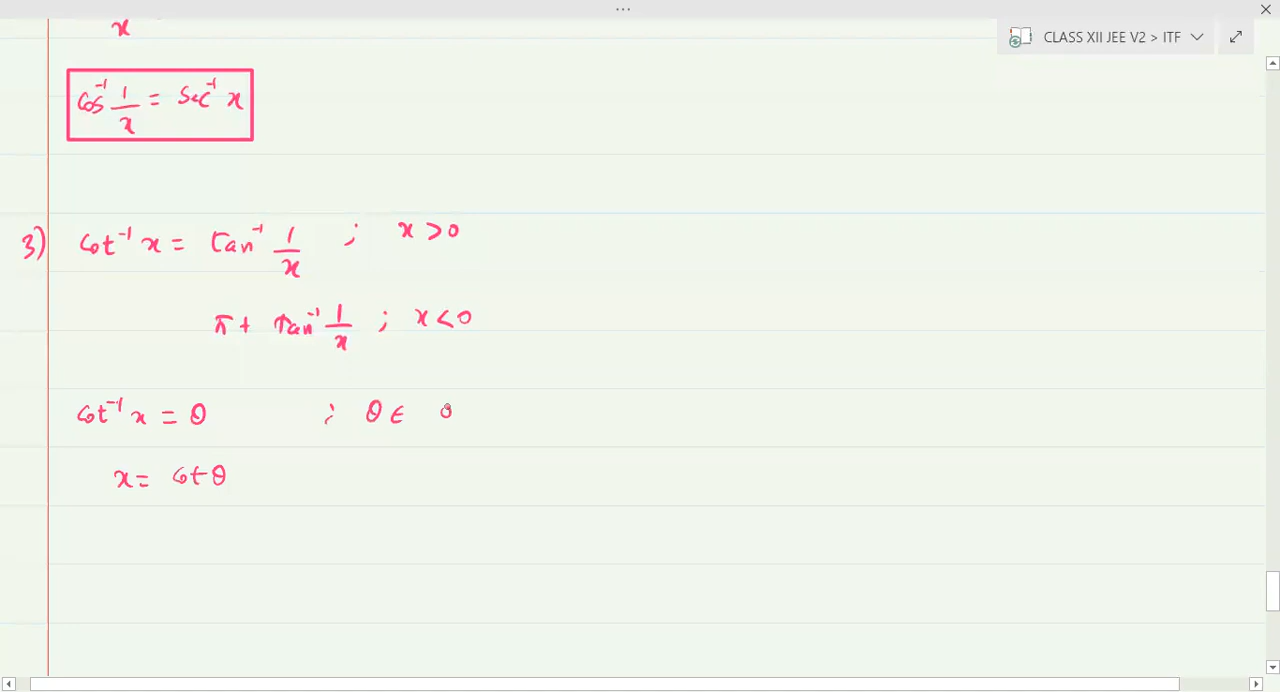 ...
CLASS XII JEE V2 > ITF
x
cos⁻¹ 1/x = sec⁻¹ x
3) cot⁻¹ x = tan⁻¹ 1/x ; x > 0
π + tan⁻¹ 1/x ; x < 0
cot⁻¹ x = θ ; θ ∈ 0
x = cot θ